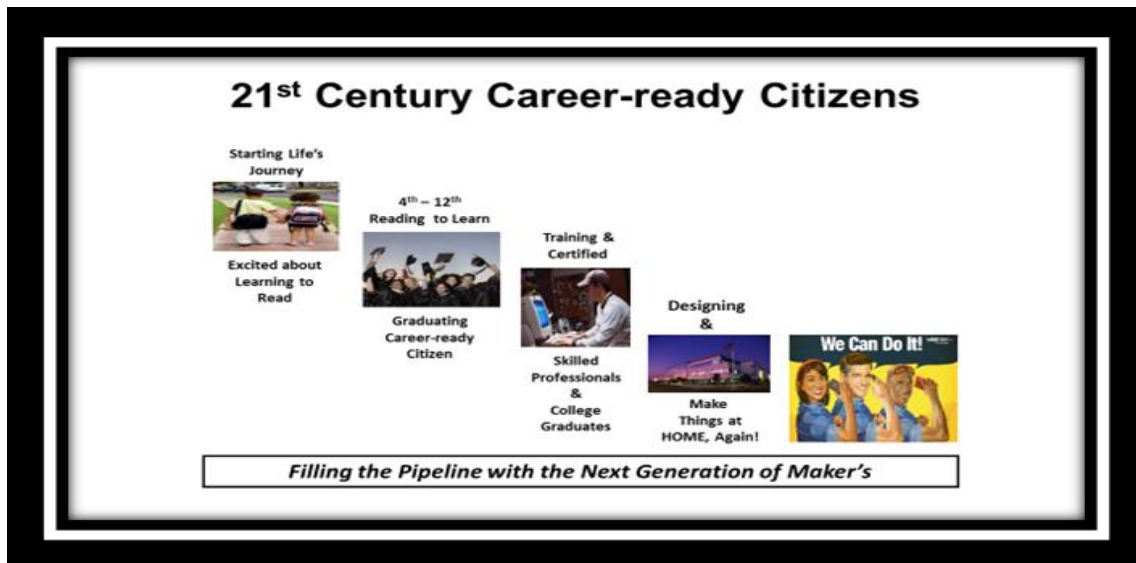 21st Century Career-ready Citizens
Starting Life's
Journey
Excited about
Learning to
Read
4th – 12th
Reading to Learn
Graduating
Career-ready
Citizen
Training &
Certified
Skilled
Professionals
&
College
Graduates
Designing
&
Make
Things at
HOME, Again!
We Can Do It!
Filling the Pipeline with the Next Generation of Maker's